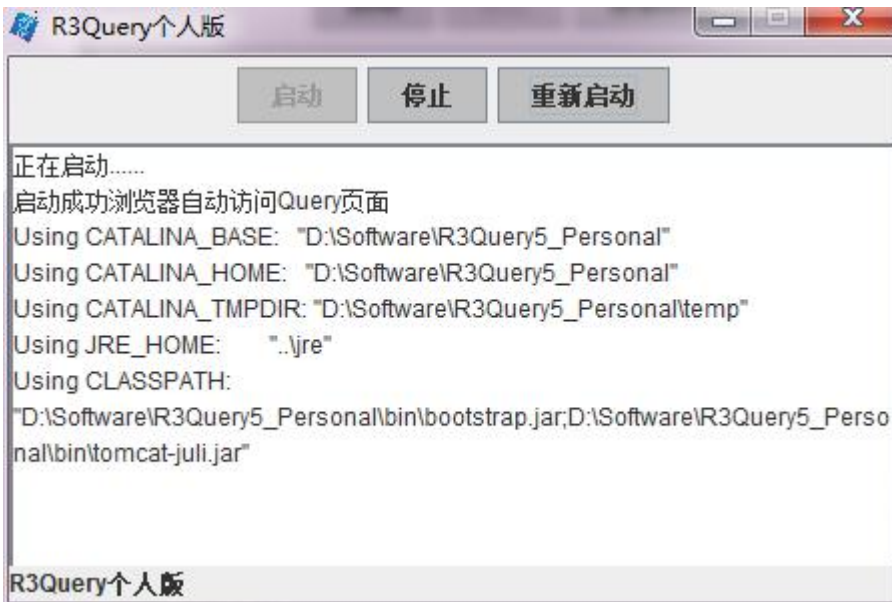 R3Query个人版
启动 停止 重新启动
正在启动......
启动成功浏览器自动访问Query页面
Using CATALINA_BASE: "D:\Software\R3Query5_Personal"
Using CATALINA_HOME: "D:\Software\R3Query5_Personal"
Using CATALINA_TMPDIR: "D:\Software\R3Query5_Personal\temp"
Using JRE_HOME: "..\jre"
Using CLASSPATH:
"D:\Software\R3Query5_Personal\bin\bootstrap.jar;D:\Software\R3Query5_Perso
nal\bin\tomcat-juli.jar"
R3Query个人版